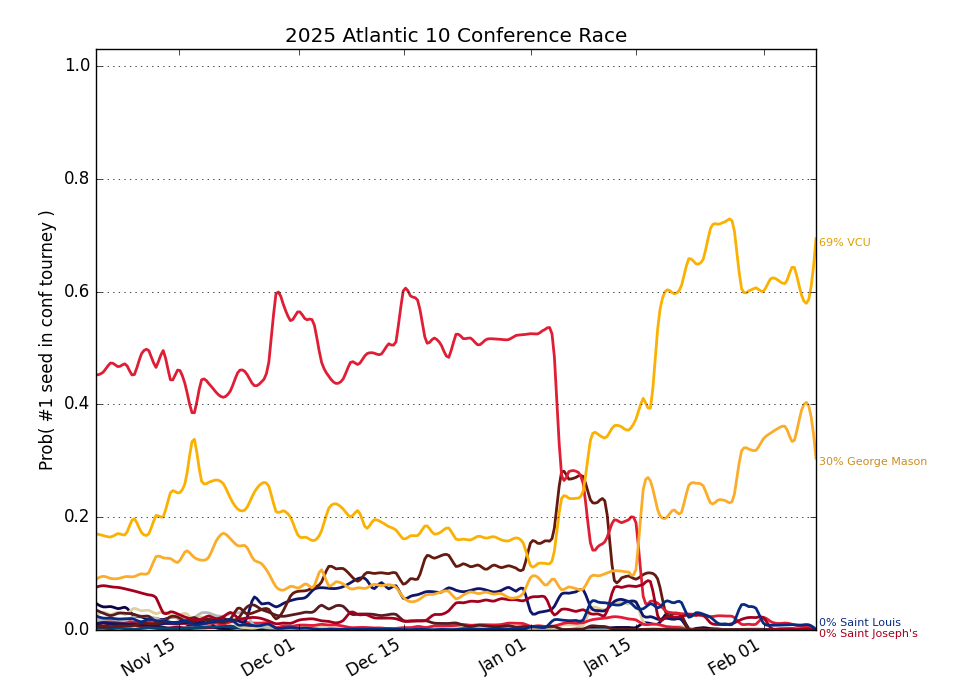 2025 Atlantic 10 Conference Race
Prob( #1 seed in conf tourney )
1.0
0.8
0.6
0.4
0.2
0.0
69% VCU
30% George Mason
0% Saint Louis
0% Saint Joseph's
Nov 15
Dec 01
Dec 15
Jan 01
Jan 15
Feb 01